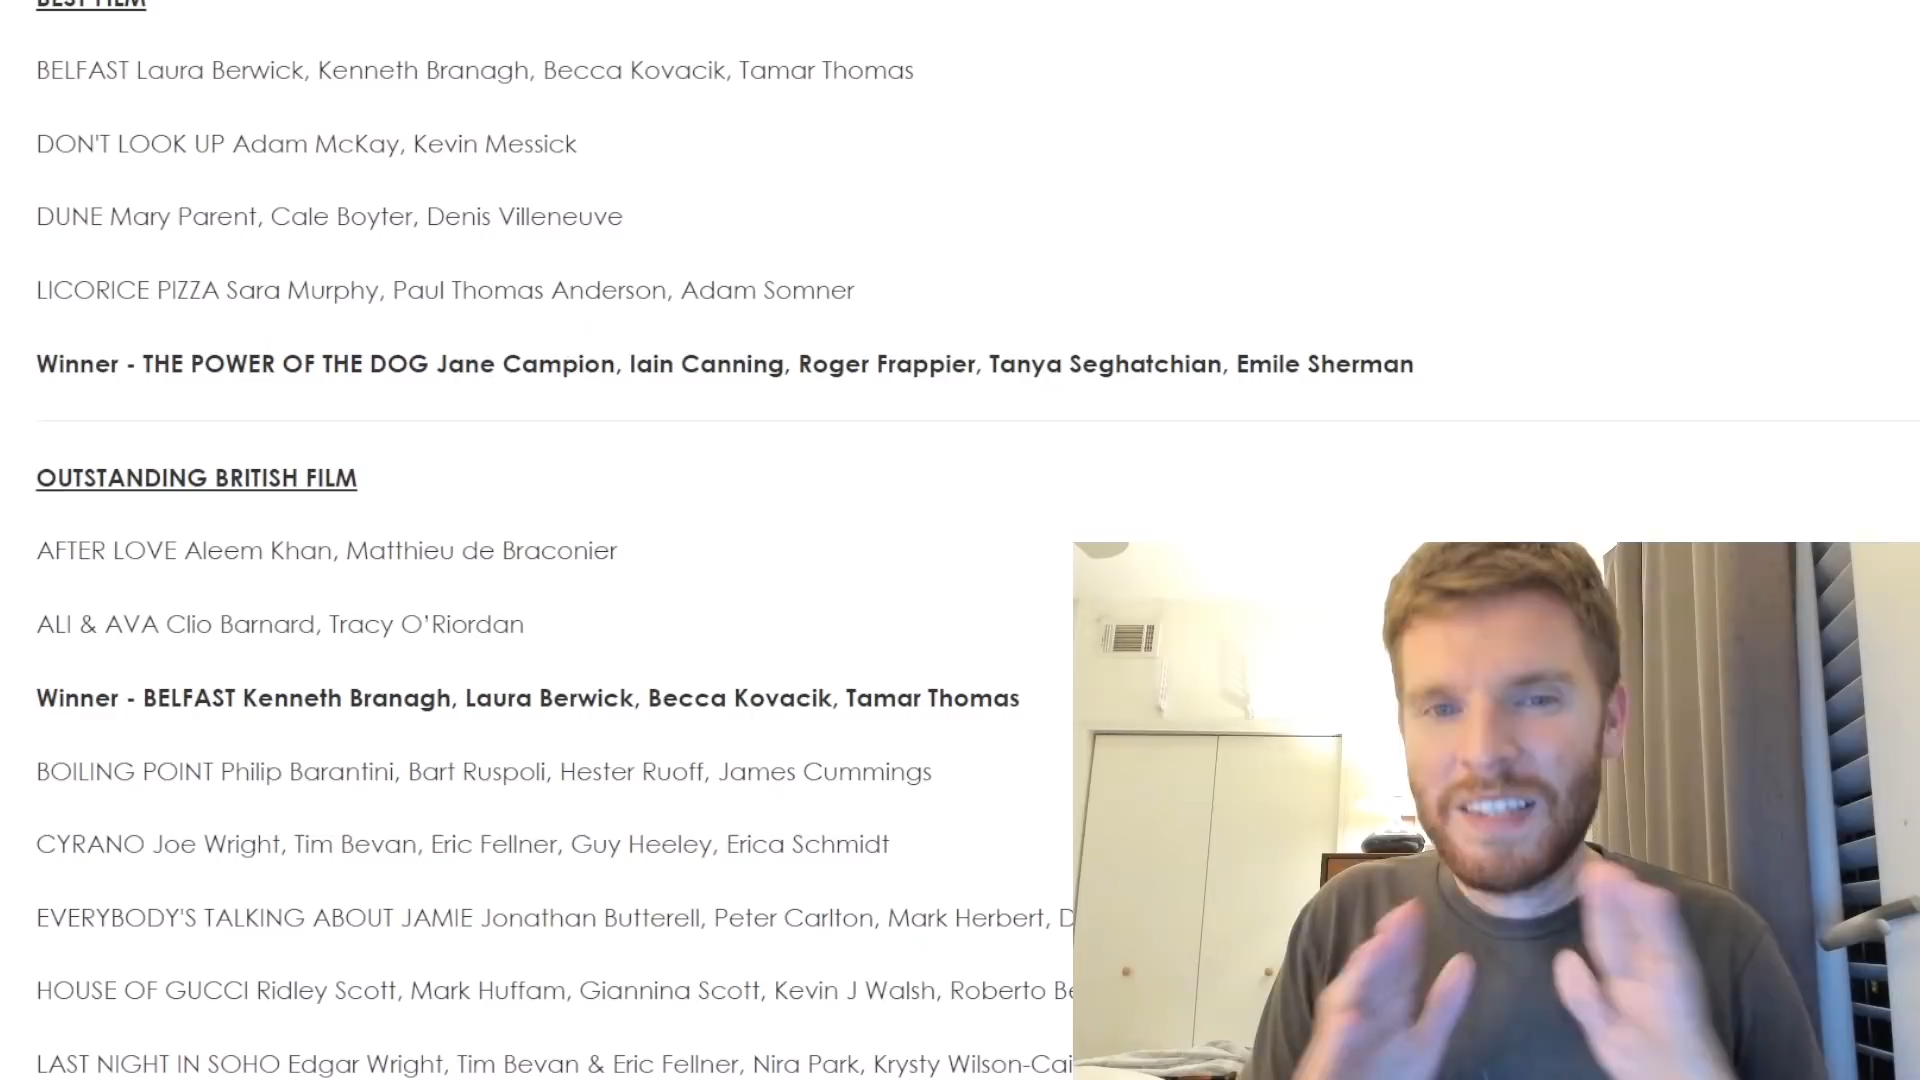 BEST FILM
BELFAST Laura Berwick, Kenneth Branagh, Becca Kovacik, Tamar Thomas
DON'T LOOK UP Adam McKay, Kevin Messick
DUNE Mary Parent, Cale Boyter, Denis Villeneuve
LICORICE PIZZA Sara Murphy, Paul Thomas Anderson, Adam Somner
Winner - THE POWER OF THE DOG Jane Campion, Iain Canning, Roger Frappier, Tanya Seghatchian, Emile Sherman
OUTSTANDING BRITISH FILM
AFTER LOVE Aleem Khan, Matthieu de Braconier
ALI & AVA Clio Barnard, Tracy O’Riordan
Winner - BELFAST Kenneth Branagh, Laura Berwick, Becca Kovacik, Tamar Thomas
BOILING POINT Philip Barantini, Bart Ruspoli, Hester Ruoff, James Cummings
CYRANO Joe Wright, Tim Bevan, Eric Fellner, Guy Heeley, Erica Schmidt
EVERYBODY'S TALKING ABOUT JAMIE Jonathan Butterell, Peter Carlton, Mark Herbert,
HOUSE OF GUCCI Ridley Scott, Mark Huffam, Giannina Scott, Kevin J Walsh, Roberto
LAST NIGHT IN SOHO Edgar Wright, Tim Bevan & Eric Fellner, Nira Park, Krysty